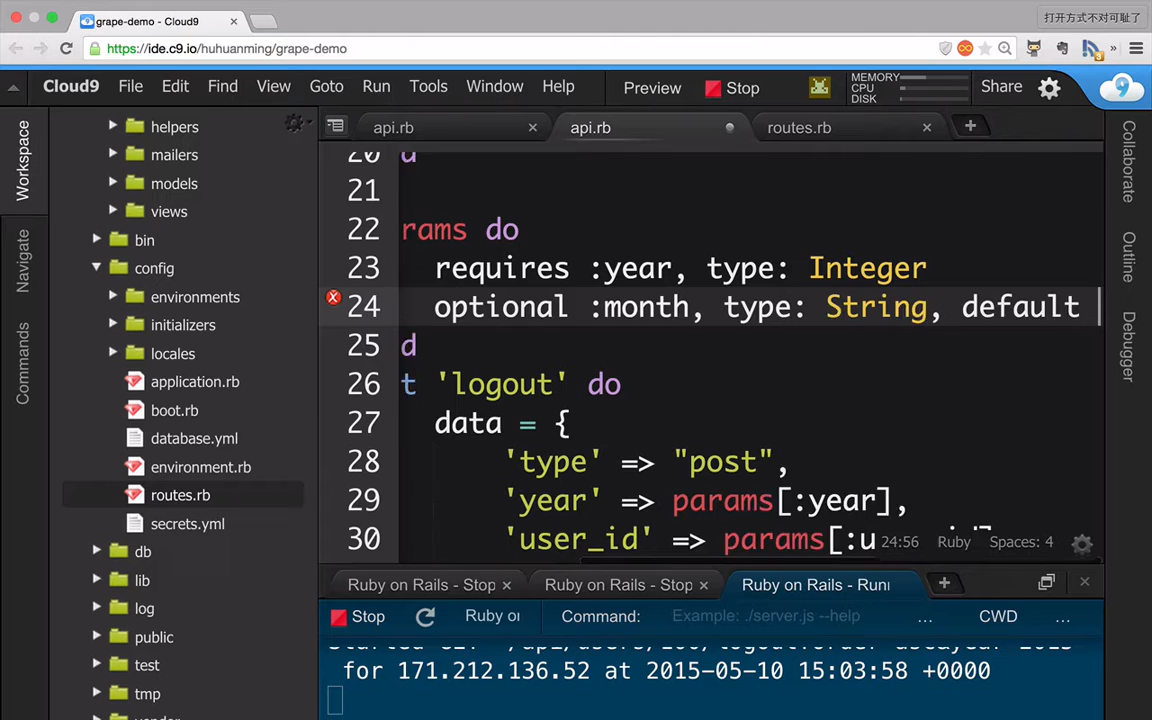 grape-demo - Cloud9
打开方式不对可耻了
https://ide.c9.io/huhuanming/grape-demo
Cloud9 File Edit Find View Goto Run Tools Window Help Preview Stop MEMORY CPU DISK Share
Workspace
Navigate
Commands
helpers
mailers
models
views
bin
config
environments
initializers
locales
application.rb
boot.rb
database.yml
environment.rb
routes.rb
secrets.yml
db
lib
log
public
test
tmp
api.rb api.rb routes.rb
20
21
22 rams do
23 requires :year, type: Integer
24 optional :month, type: String, default
25 d
26 t 'logout' do
27 data = {
28 'type' => "post",
29 'year' => params[:year],
30 'user_id' => params[:u
24:56 Ruby Spaces: 4
Collaborate
Outline
Debugger
Ruby on Rails - Stop Ruby on Rails - Stop Ruby on Rails - Runn
Stop Ruby or Command: Example: ./server.js --help ... CWD ...
for 171.212.136.52 at 2015-05-10 15:03:58 +0000